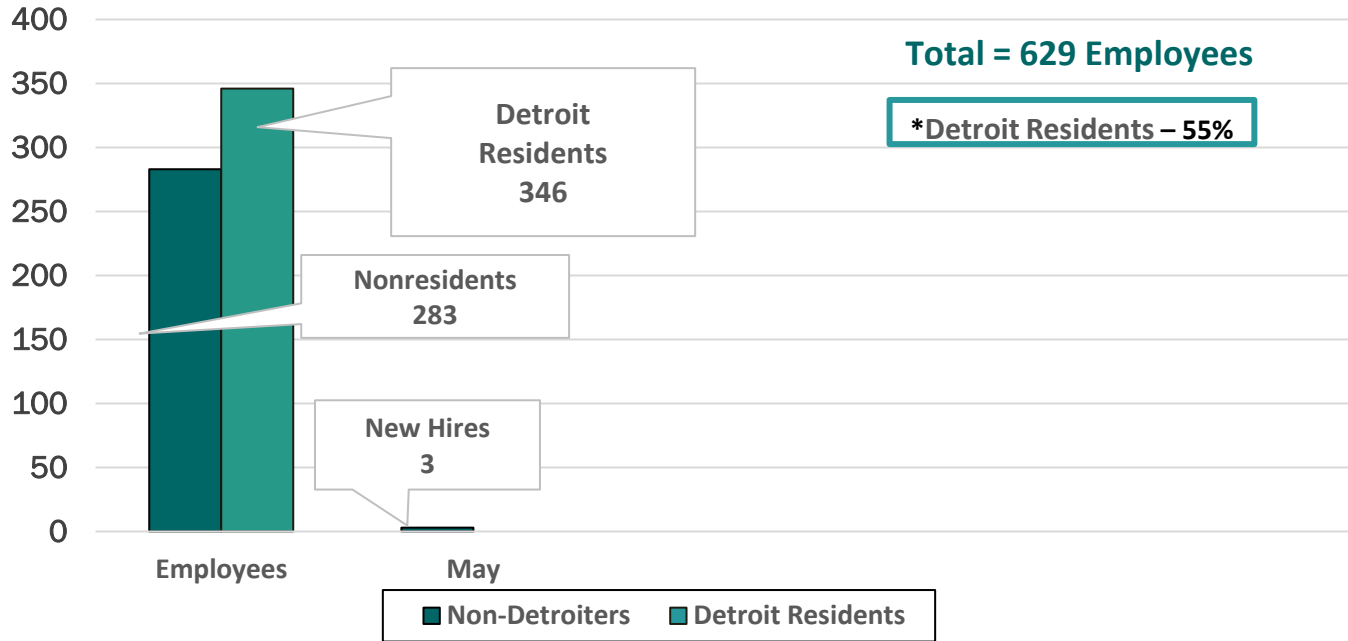 400
350
300
250
200
150
100
50
0
Total = 629 Employees
*Detroit Residents – 55%
Detroit
Residents
346
Nonresidents
283
New Hires
3
Employees
May
Non-Detroiters
Detroit Residents